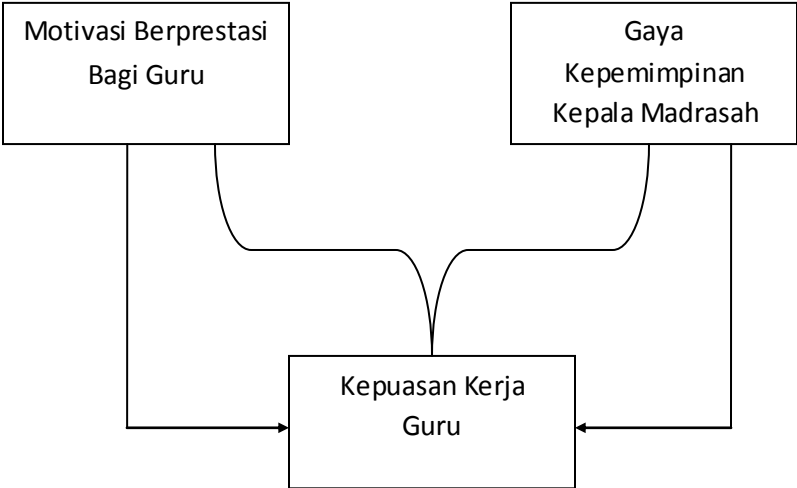 Motivasi Berprestasi
Bagi Guru
Gaya
Kepemimpinan
Kepala Madrasah
Kepuasan Kerja
Guru